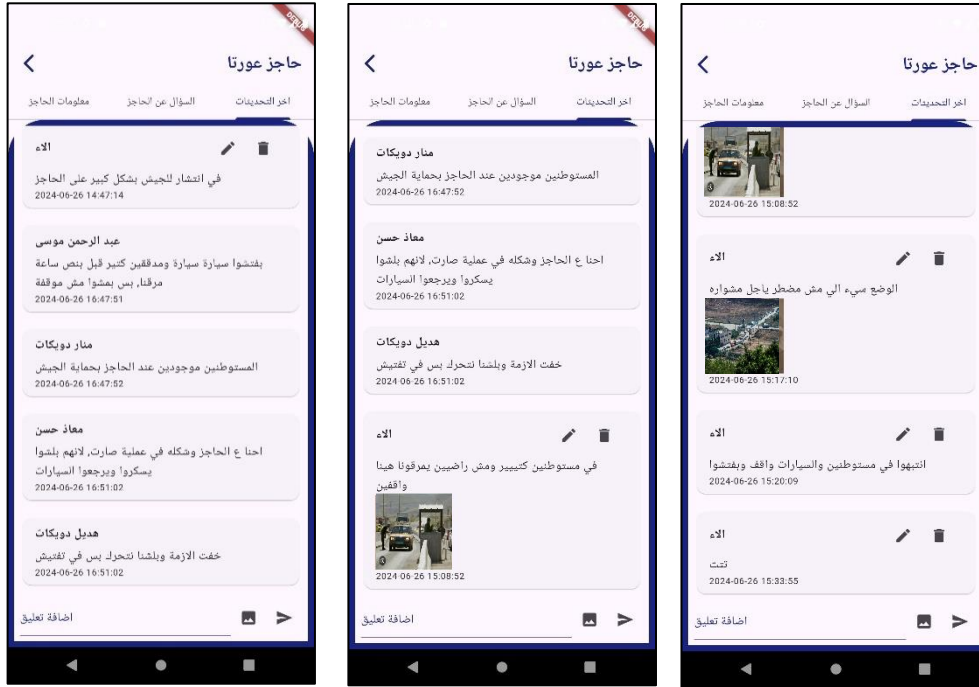 DEBUG
حاجز عورتا
اخر التحديثات
السؤال عن الحاجز
معلومات الحاجز
الاء
في انتشار للجيش بشكل كبير على الحاجز
2024-06-26 14:47:14
عبد الرحمن موسى
بفتشوا سيارة سيارة ومدققين كتير قبل بنص ساعة
مرقنا, بس بمشوا مش موقفة
2024-06-26 16:47:51
منار دويكات
المستوطنين موجودين عند الحاجز بحماية الجيش
2024-06-26 16:47:52
معاذ حسن
احنا ع الحاجز وشكله في عملية صارت, لانهم بلشوا
يسكروا ويرجعوا السيارات
2024-06-26 16:51:02
هديل دويكات
خفت الازمة وبلشنا نتحرك بس في تفتيش
2024-06-26 16:51:02
اضافة تعليق
DEBUG
حاجز عورتا
اخر التحديثات
السؤال عن الحاجز
معلومات الحاجز
منار دويكات
المستوطنين موجودين عند الحاجز بحماية الجيش
2024-06-26 16:47:52
معاذ حسن
احنا ع الحاجز وشكله في عملية صارت, لانهم بلشوا
يسكروا ويرجعوا السيارات
2024-06-26 16:51:02
هديل دويكات
خفت الازمة وبلشنا نتحرك بس في تفتيش
2024-06-26 16:51:02
الاء
في مستوطنين كتيييير ومش راضيين يمرقونا هينا
واقفين
2024-06-26 15:08:52
اضافة تعليق
حاجز عورتا
اخر التحديثات
السؤال عن الحاجز
معلومات الحاجز
2024-06-26 15:08:52
الاء
الوضع سيء الي مش مضطر ياجل مشواره
2024-06-26 15:17:10
الاء
انتبهوا في مستوطنين والسيارات واقف وبفتشوا
2024-06-26 15:20:09
الاء
تتت
2024-06-26 15:33:55
اضافة تعليق